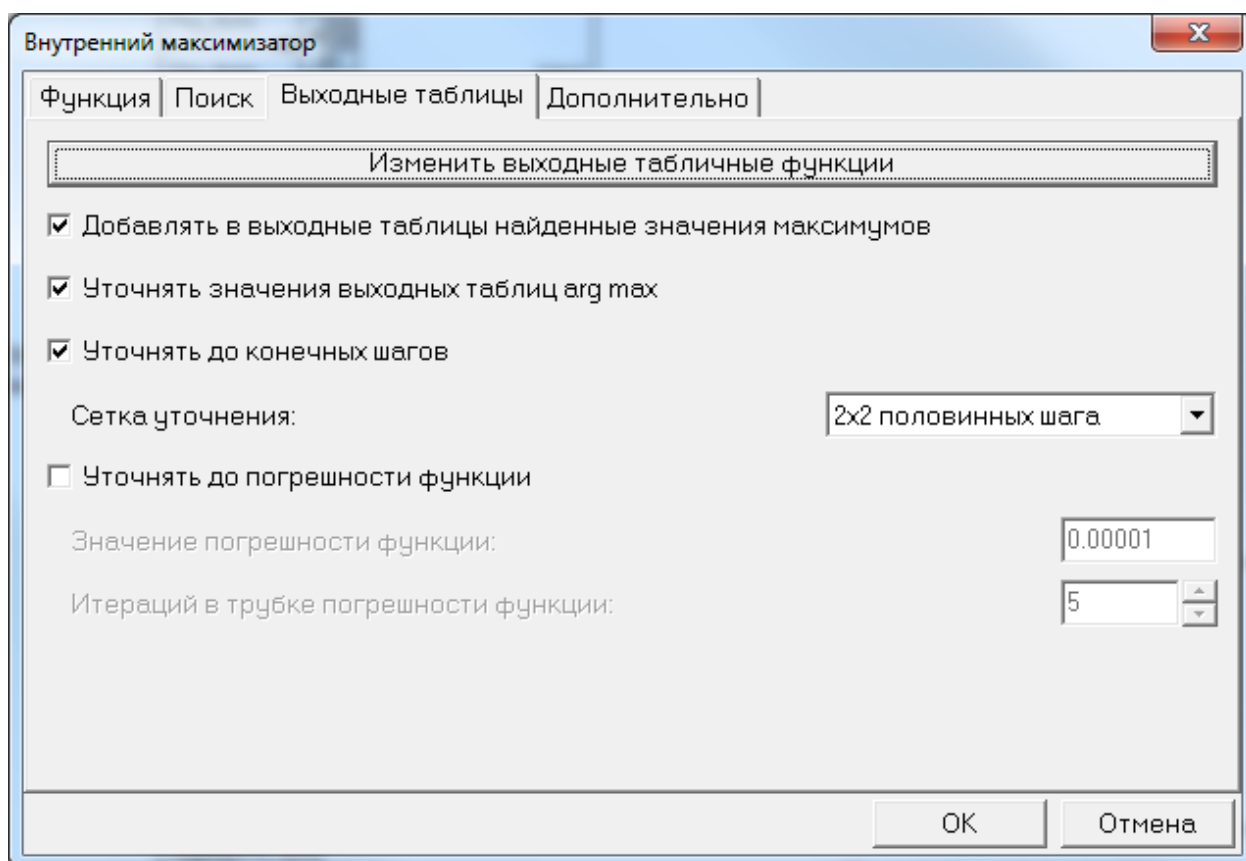 Внутренний максимизатор
Функция Поиск Выходные таблицы Дополнительно
Изменить выходные табличные функции
Добавлять в выходные таблицы найденные значения максимумов
Уточнять значения выходных таблиц arg max
Уточнять до конечных шагов
Сетка уточнения: 2x2 половинных шага
Уточнять до погрешности функции
Значение погрешности функции: 0.00001
Итераций в трубке погрешности функции: 5
OK Отмена